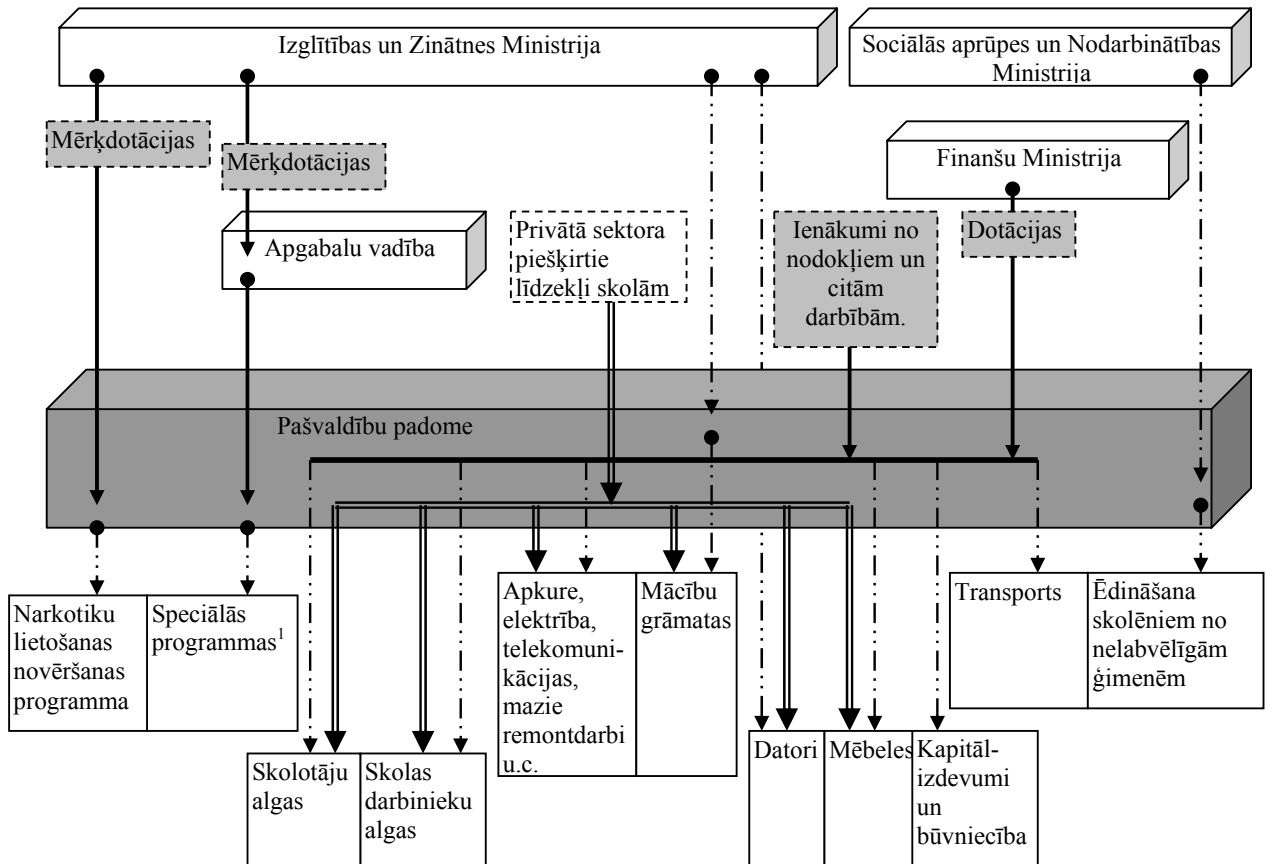 Izglītības un Zinātnes Ministrija
Sociālās aprūpes un Nodarbinātības
Ministrija
Mērķdotācijas
Mērķdotācijas
Finanšu Ministrija
Apgabalu vadība
Privātā sektora
piešķirtie
līdzekļi skolām
Ienākumi no
nodokļiem un
citām
darbībām.
Dotācijas
Pašvaldību padome
Narkotiku
lietošanas
novēršanas
programma
Speciālās
programmas1
Apkure,
elektrība,
telekomuni-
kācijas,
mazie
remontdarbi
u.c.
Mācību
grāmatas
Transports
Ēdināšana
skolēniem no
nelabvēlīgām
ģimenēm
Skolotāju
algas
Skolas
darbinieku
algas
Datori
Mēbeles
Kapitāl-
izdevumi
un
būvniecība